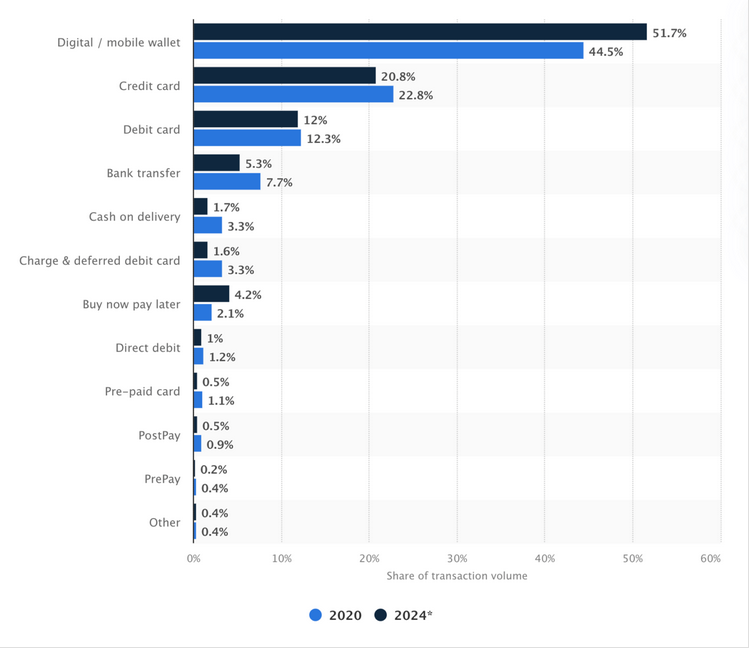 Digital / mobile wallet
51.7%
44.5%
Credit card
20.8%
22.8%
Debit card
12%
12.3%
Bank transfer
5.3%
7.7%
Cash on delivery
1.7%
3.3%
Charge & deferred debit card
1.6%
3.3%
Buy now pay later
4.2%
2.1%
Direct debit
1%
1.2%
Pre-paid card
0.5%
1.1%
PostPay
0.5%
0.9%
PrePay
0.2%
0.4%
Other
0.4%
0.4%
0% 10% 20% 30% 40% 50% 60%
Share of transaction volume
2020 2024*